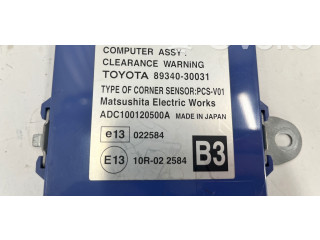 COMPUTER ASSY.
CLEARANCE WARNING
TOYOTA 89340-30031
TYPE OF CORNER SENSOR:PCS-V01
Matsushita Electric Works
ADC100120500A MADE IN JAPAN
e13 022584
E13 10R-02 2584
B3